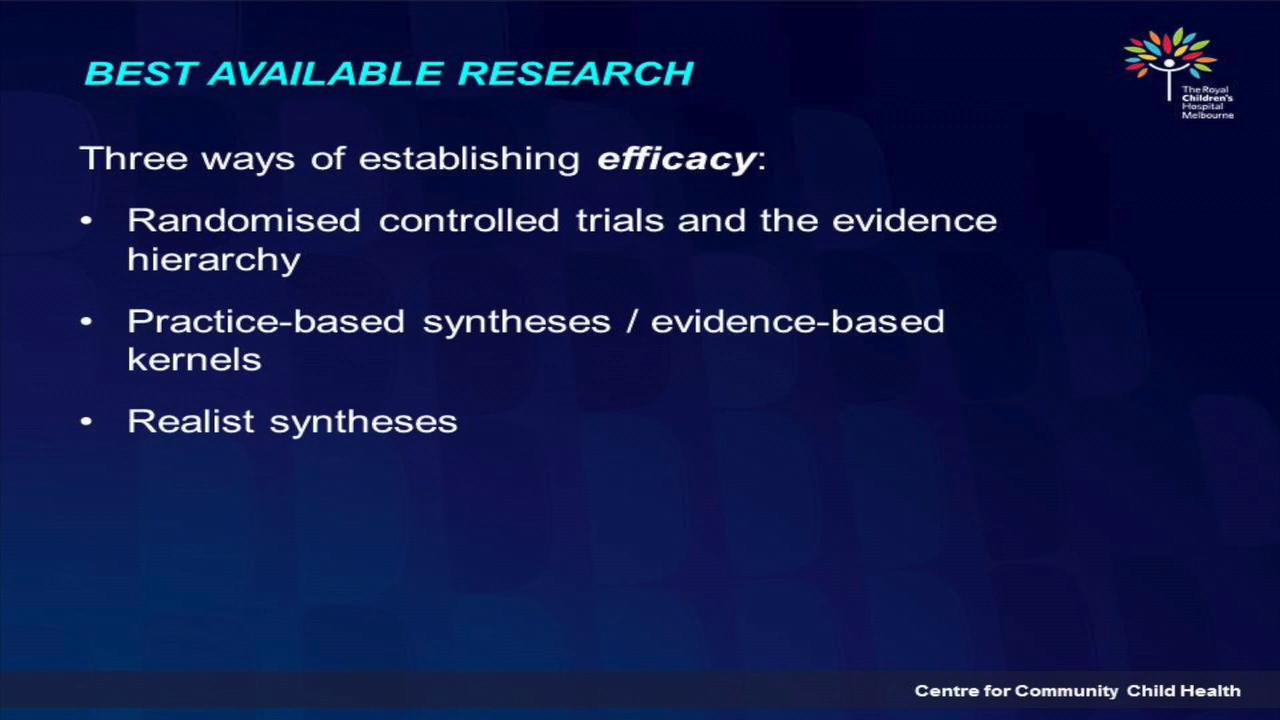 BEST AVAILABLE RESEARCH
The Royal
Children's
Hospital
Melbourne
Three ways of establishing efficacy:
• Randomised controlled trials and the evidence
hierarchy
• Practice-based syntheses / evidence-based
kernels
• Realist syntheses
Centre for Community Child Health